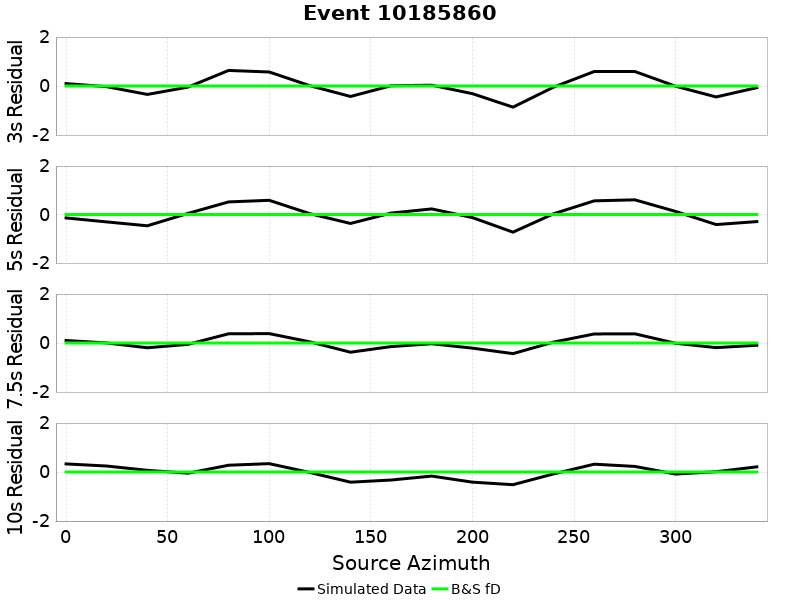 Event 10185860
3s Residual
2
0
-2
5s Residual
2
0
-2
7.5s Residual
2
0
-2
10s Residual
2
0
-2
0 50 100 150 200 250 300
Source Azimuth
Simulated Data B&S fD